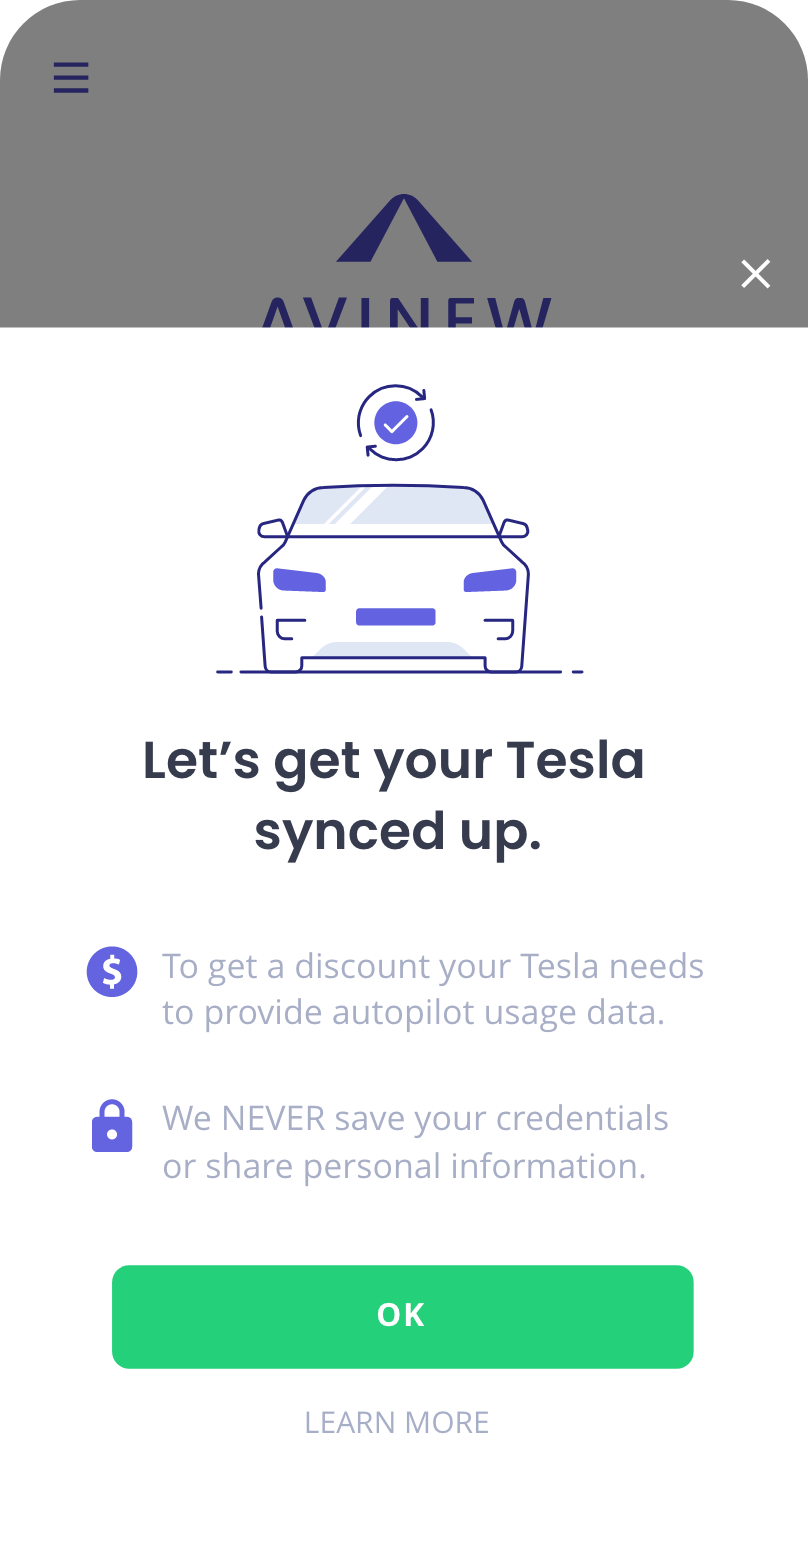 AVINEW
Let’s get your Tesla
synced up.
$
To get a discount your Tesla needs
to provide autopilot usage data.
We NEVER save your credentials
or share personal information.
OK
LEARN MORE